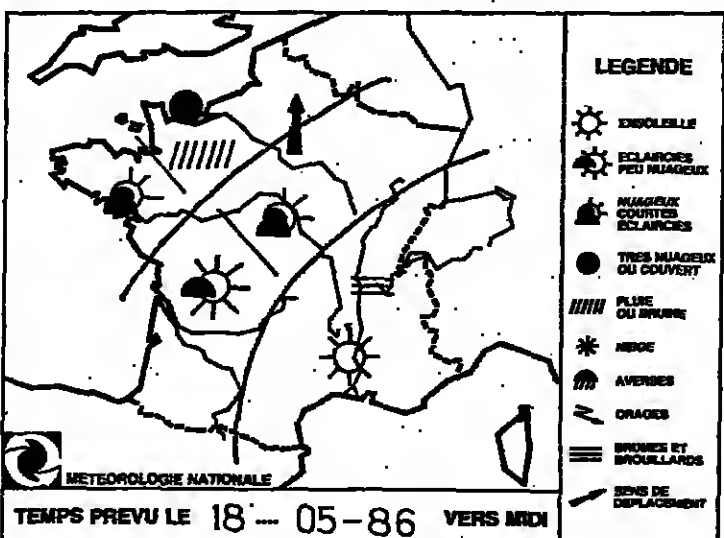 LEGENDE
ENSOLEILLE
ECLAIRCIES
PEU NUAGEUX
NUAGEUX
COURTES
ECLAIRCIES
TRES NUAGEUX
OU COUVERT
PLUIE
OU BRUINE
NEIGE
AVERSES
ORAGES
BRUMES ET
BROUILLARDS
SENS DE
DEPLACEMENT
METEOROLOGIE NATIONALE
TEMPS PREVU LE 18 05-86 VERS MIDI